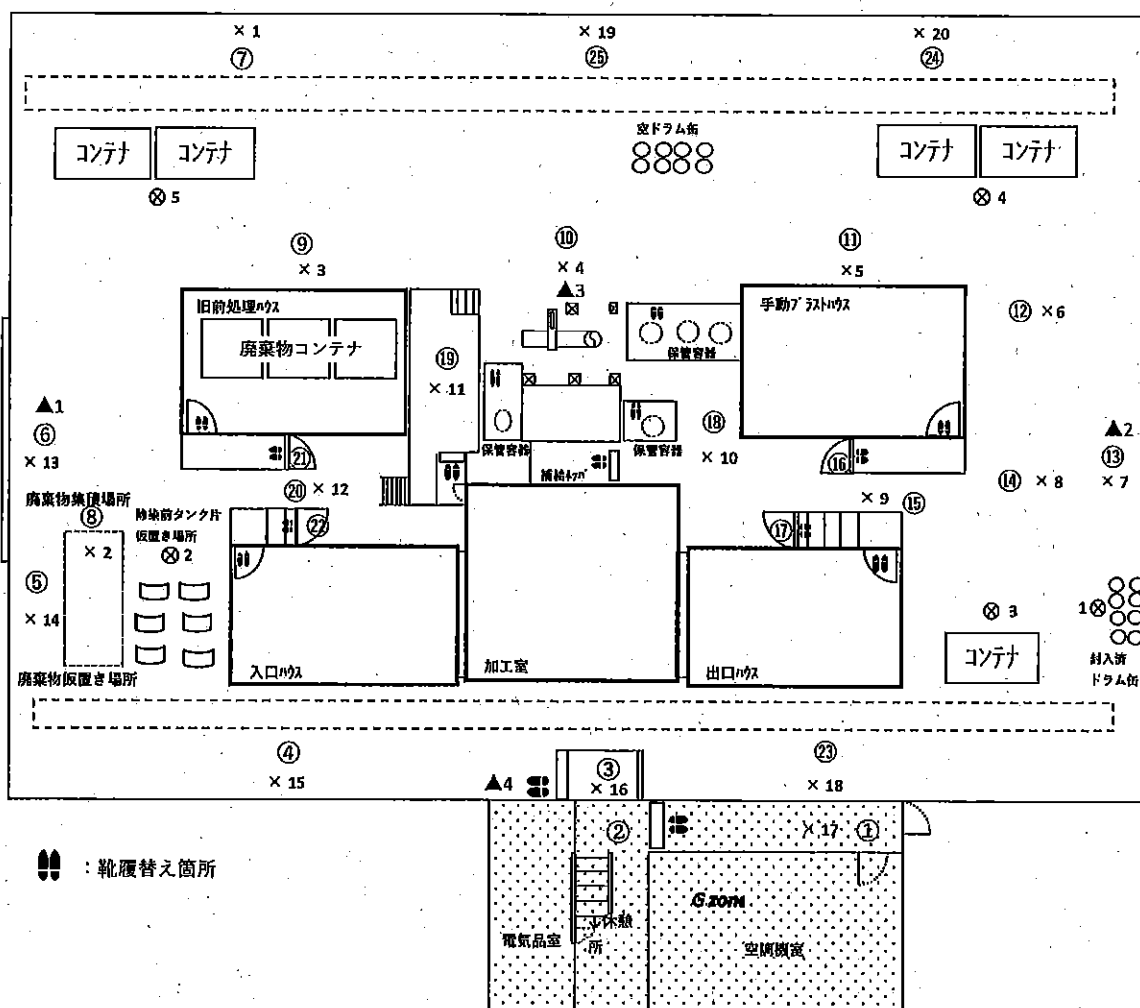 × 1
⑦
× 19
㉕
× 20
㉔
コンテナ
コンテナ
⊗ 5
空ドラム缶
コンテナ
コンテナ
⊗ 4
⑨
× 3
⑩
× 4
▲3
⑪
×5
⑫ × 6
旧前処理ハウス
廃棄物コンテナ
⑲
× 11
保管容器
手動ブラストハウス
▲1
⑥
× 13
保管容器
保管容器
⑱
× 10
▲2
⑬
× 7
㉑
⑳ × 12
補給ホッパ
⑯
⑭ × 8
× 9 ⑮
廃棄物集積場所
⑧
× 2
除染前タンク片
仮置き場所
⊗ 2
㉒
⑰
⑤
× 14
廃棄物仮置き場所
入口ハウス
加工室
出口ハウス
⊗ 3
コンテナ
1⊗
封入済
ドラム缶
④
× 15
▲4
③
× 16
㉓
× 18
②
×17 ①
:靴履替え箇所
G zone
電気品室
休憩
所
空調機室